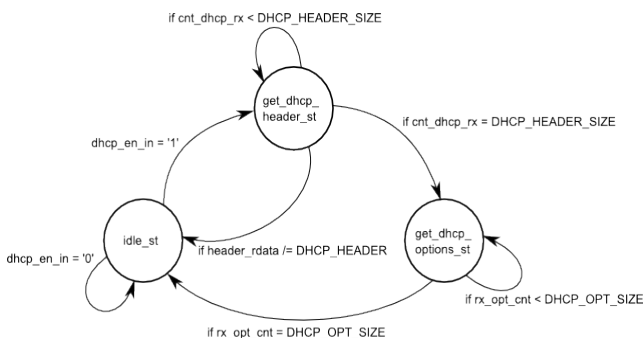 if cnt_dhcp_rx < DHCP_HEADER_SIZE
get_dhcp_
header_st
if cnt_dhcp_rx = DHCP_HEADER_SIZE
dhcp_en_in = '1'
idle_st
get_dhcp_
options_st
if header_rdata /= DHCP_HEADER
dhcp_en_in = '0'
if rx_opt_cnt < DHCP_OPT_SIZE
if rx_opt_cnt = DHCP_OPT_SIZE